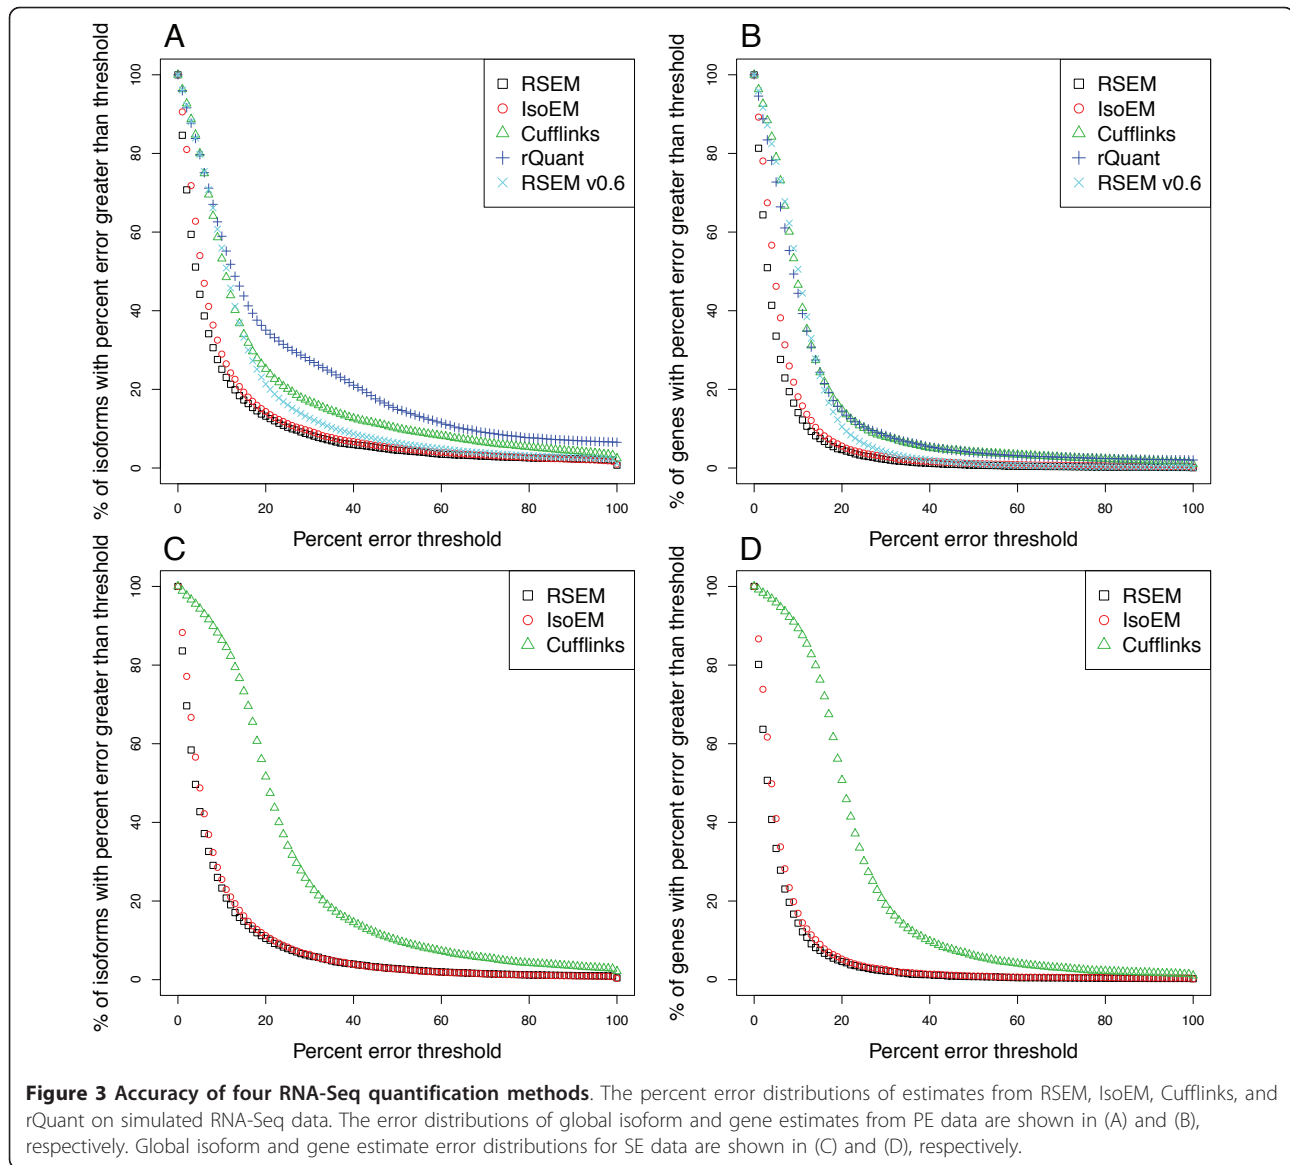 A
% of isoforms with percent error greater than threshold
100
80
60
40
20
0
RSEM
IsoEM
Cufflinks
rQuant
RSEM v0.6
0 20 40 60 80 100
Percent error threshold
B
% of genes with percent error greater than threshold
100
80
60
40
20
0
RSEM
IsoEM
Cufflinks
rQuant
RSEM v0.6
0 20 40 60 80 100
Percent error threshold
C
% of isoforms with percent error greater than threshold
100
80
60
40
20
0
RSEM
IsoEM
Cufflinks
0 20 40 60 80 100
Percent error threshold
D
% of genes with percent error greater than threshold
100
80
60
40
20
0
RSEM
IsoEM
Cufflinks
0 20 40 60 80 100
Percent error threshold
Figure 3 Accuracy of four RNA-Seq quantification methods. The percent error distributions of estimates from RSEM, IsoEM, Cufflinks, and
rQuant on simulated RNA-Seq data. The error distributions of global isoform and gene estimates from PE data are shown in (A) and (B),
respectively. Global isoform and gene estimate error distributions for SE data are shown in (C) and (D), respectively.